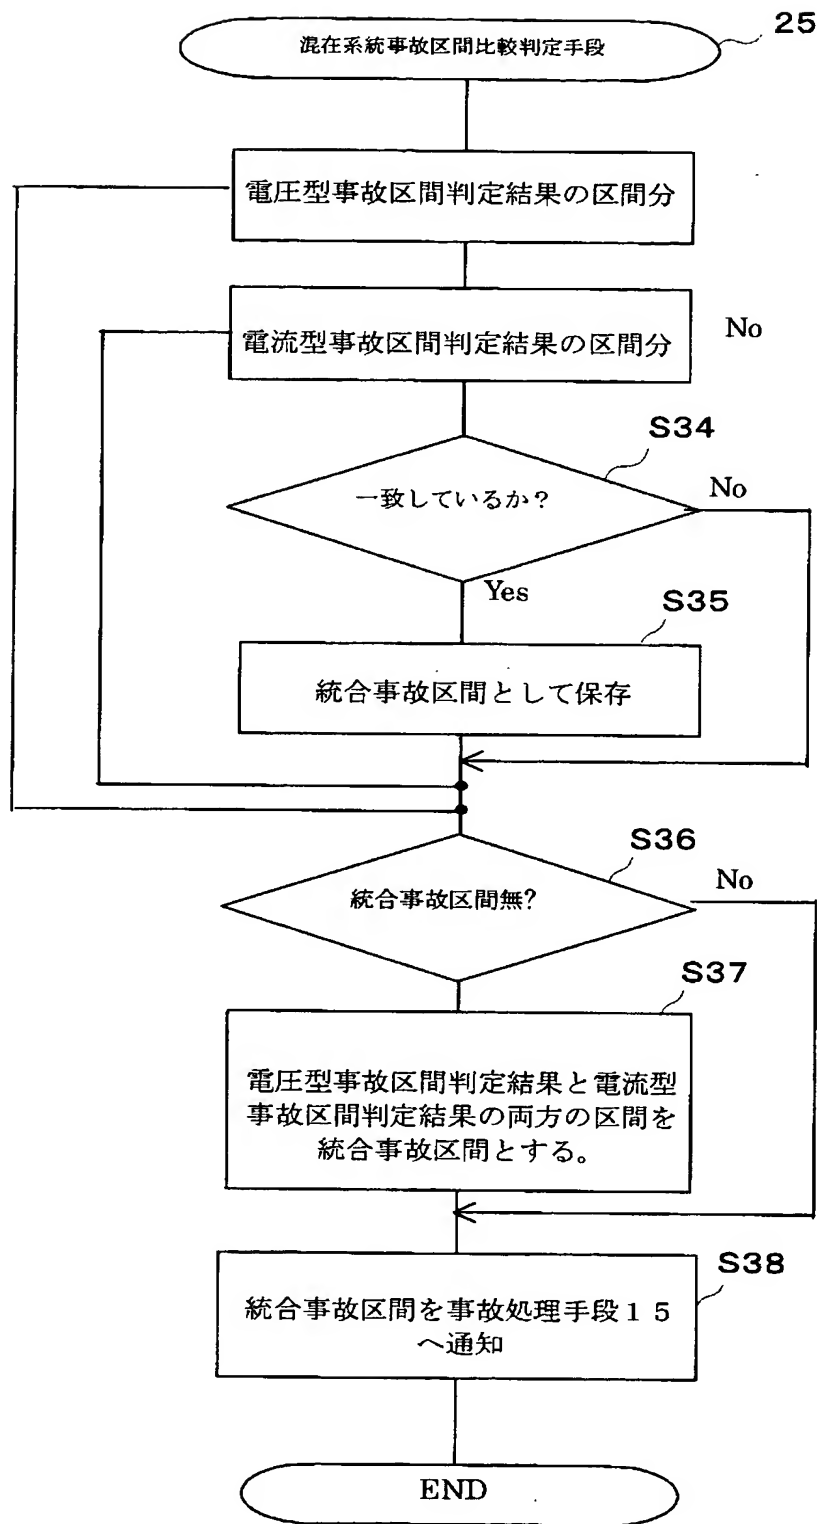 混在系統事故区間比較判定手段
25
電圧型事故区間判定結果の区間分
電流型事故区間判定結果の区間分
No
S34
一致しているか?
No
Yes
S35
統合事故区間として保存
S36
統合事故区間無?
No
S37
電圧型事故区間判定結果と電流型
事故区間判定結果の両方の区間を
統合事故区間とする。
S38
統合事故区間を事故処理手段15
へ通知
END